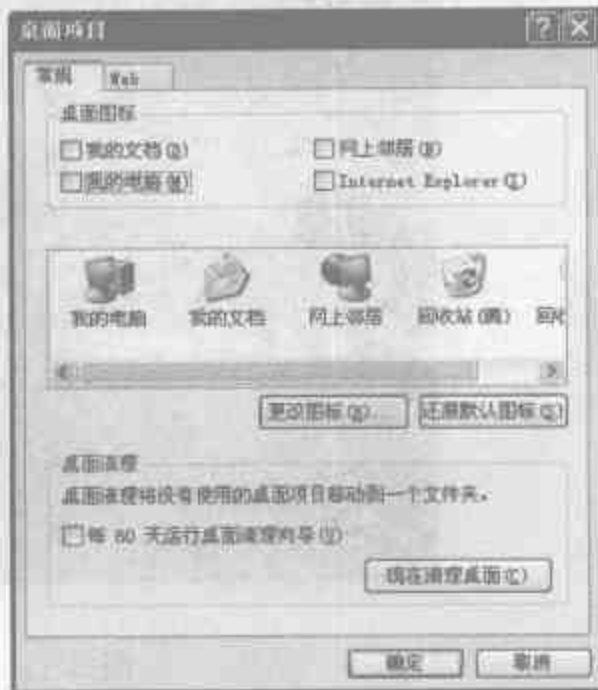 桌面项目
常规 Web
桌面图标
我的文档(D) 网上邻居(N)
我的电脑(M) Internet Explorer(I)
我的电脑 我的文档 网上邻居 回收站(满) 回收
更改图标(H)... 还原默认图标(S)
桌面清理
桌面清理将没有使用的桌面项目移动到一个文件夹。
每 60 天运行桌面清理向导(U)
现在清理桌面(C)
确定 取消